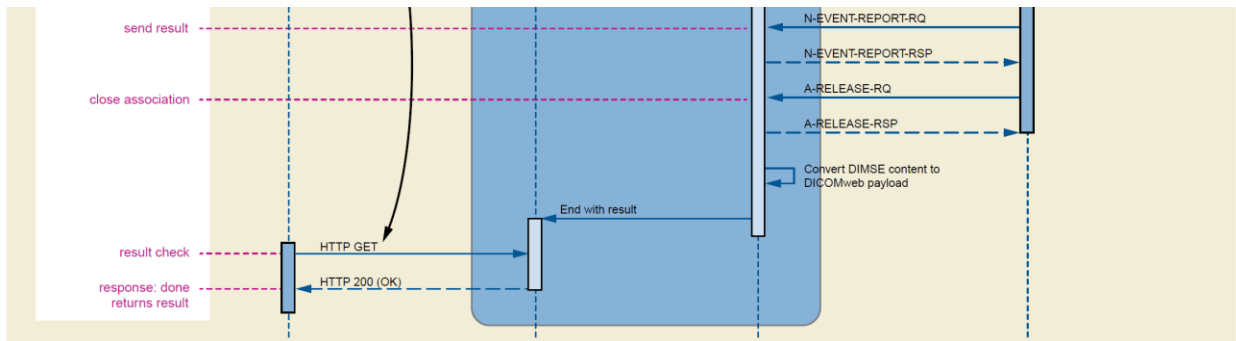 send result
N-EVENT-REPORT-RQ
N-EVENT-REPORT-RSP
close association
A-RELEASE-RQ
A-RELEASE-RSP
Convert DIMSE content to
DICOMweb payload
End with result
result check
HTTP GET
response: done
returns result
HTTP 200 (OK)